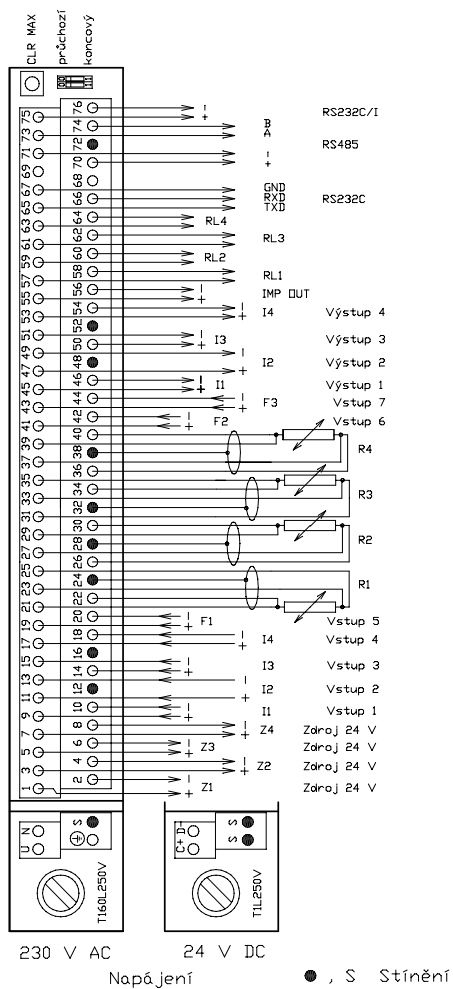 CLR MAX
průchozí
koncový
75 76
- +
RS232C/I
73 74
B
A
RS485
71 72
-
+
69 70
67 68
GND
RXD RS232C
TXD
65 66
63 64
RL4
61 62
RL3
59 60
RL2
57 58
RL1
55 56
- +
IMP OUT
53 54
- + I4 Výstup 4
51 52
- + I3 Výstup 3
49 50
- + I2 Výstup 2
47 48
45 46
- + I1 Výstup 1
43 44
- + F3 Vstup 7
41 42
- + F2 Vstup 6
39 40
37 38
R4
35 36
33 34
R3
31 32
29 30
R2
27 28
25 26
23 24
R1
21 22
19 20
- + F1 Vstup 5
17 18
- + I4 Vstup 4
15 16
- + I3 Vstup 3
13 14
- + I2 Vstup 2
11 12
9 10
- + I1 Vstup 1
7 8
- + Z4 Zdroj 24 V
5 6
- + Z3 Zdroj 24 V
3 4
- + Z2 Zdroj 24 V
1 2
- + Z1 Zdroj 24 V
U N S
T160L250V
C+ D- S S
T1L250V
230 V AC
24 V DC
Napájení
, S Stínění